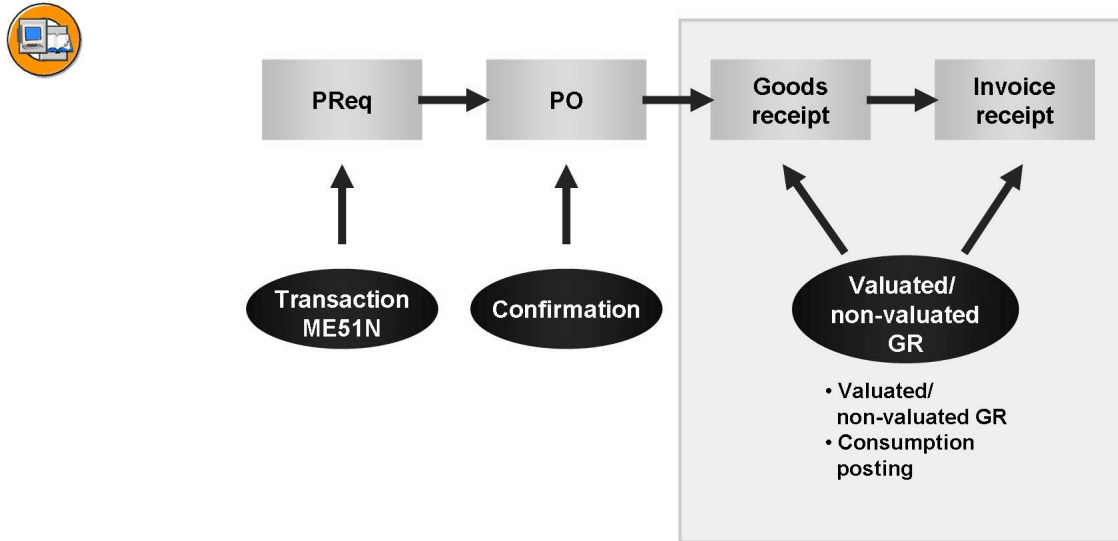 PReq
PO
Goods
receipt
Invoice
receipt
Transaction
ME51N
Confirmation
Valuated/
non-valuated
GR
• Valuated/
non-valuated GR
• Consumption
posting